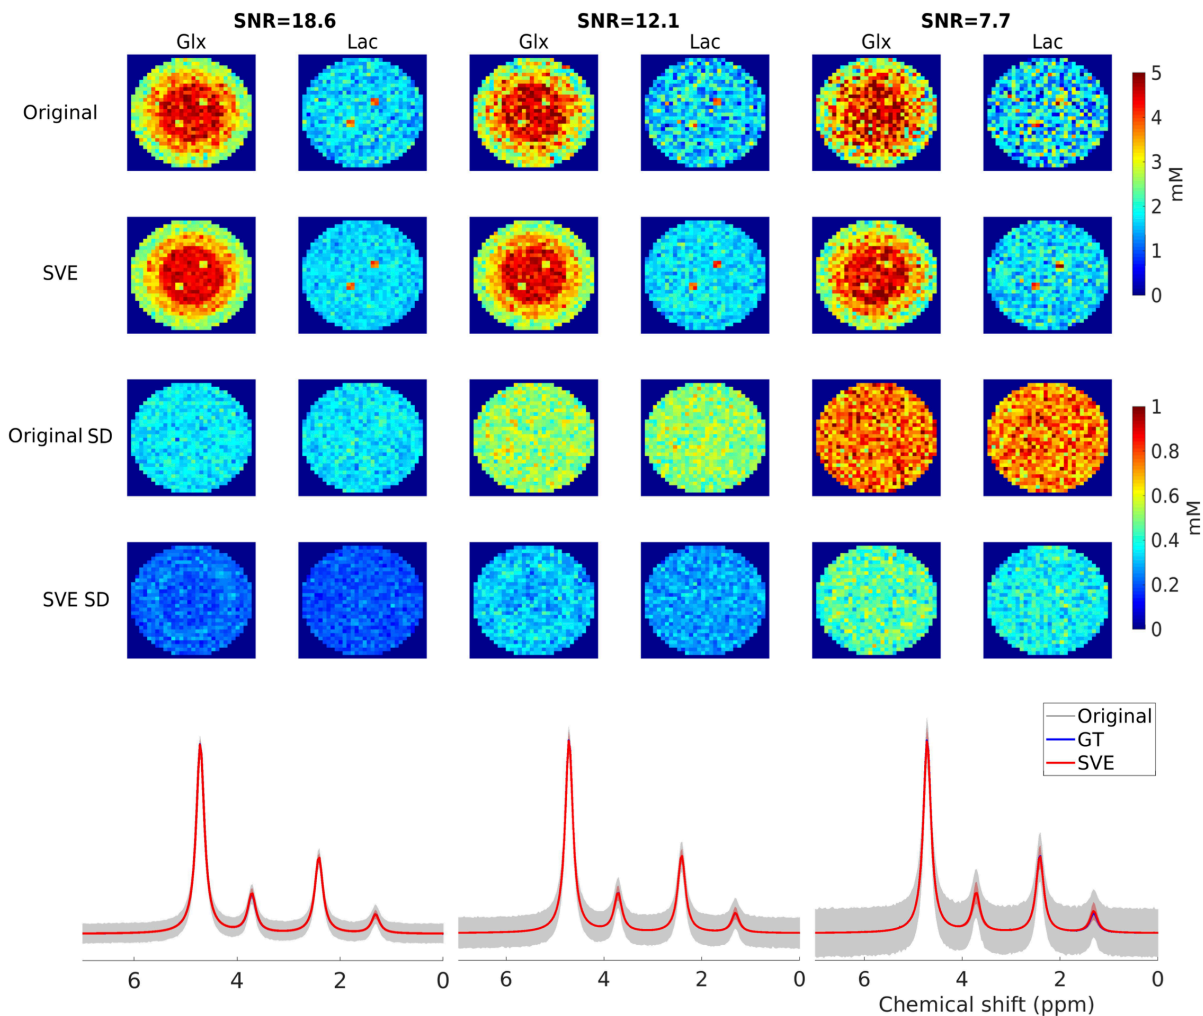 SNR=18.6 SNR=12.1 SNR=7.7
Glx Lac Glx Lac Glx Lac
Original
5
4
3
2
1
0
mM
SVE
Original SD
1
0.8
0.6
0.4
0.2
0
mM
SVE SD
Original
GT
SVE
6 4 2 0 6 4 2 0 6 4 2 0
Chemical shift (ppm)